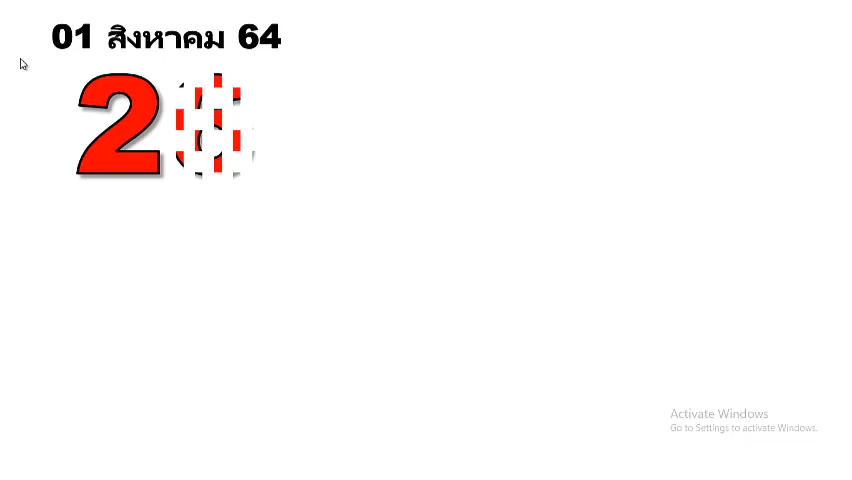 01 สิงหาคม 64
2
Activate Windows
Go to Settings to activate Windows.